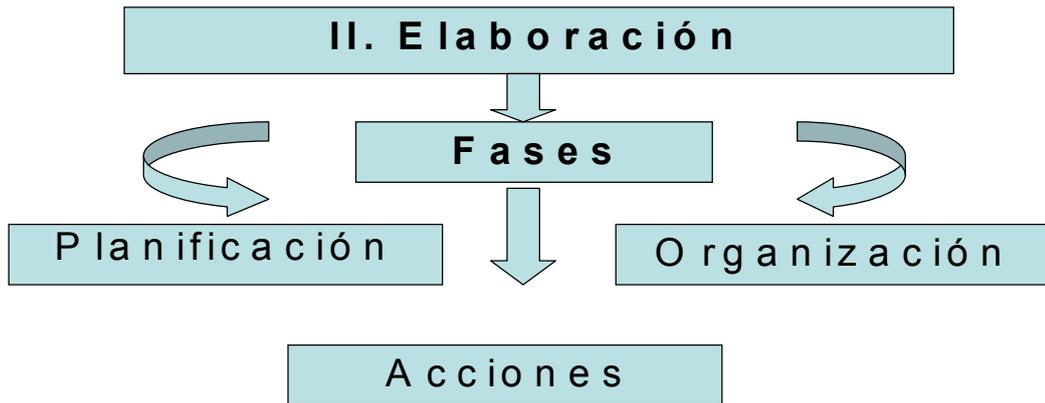 II. Elaboración
Fases
Planificación
Organización
Acciones